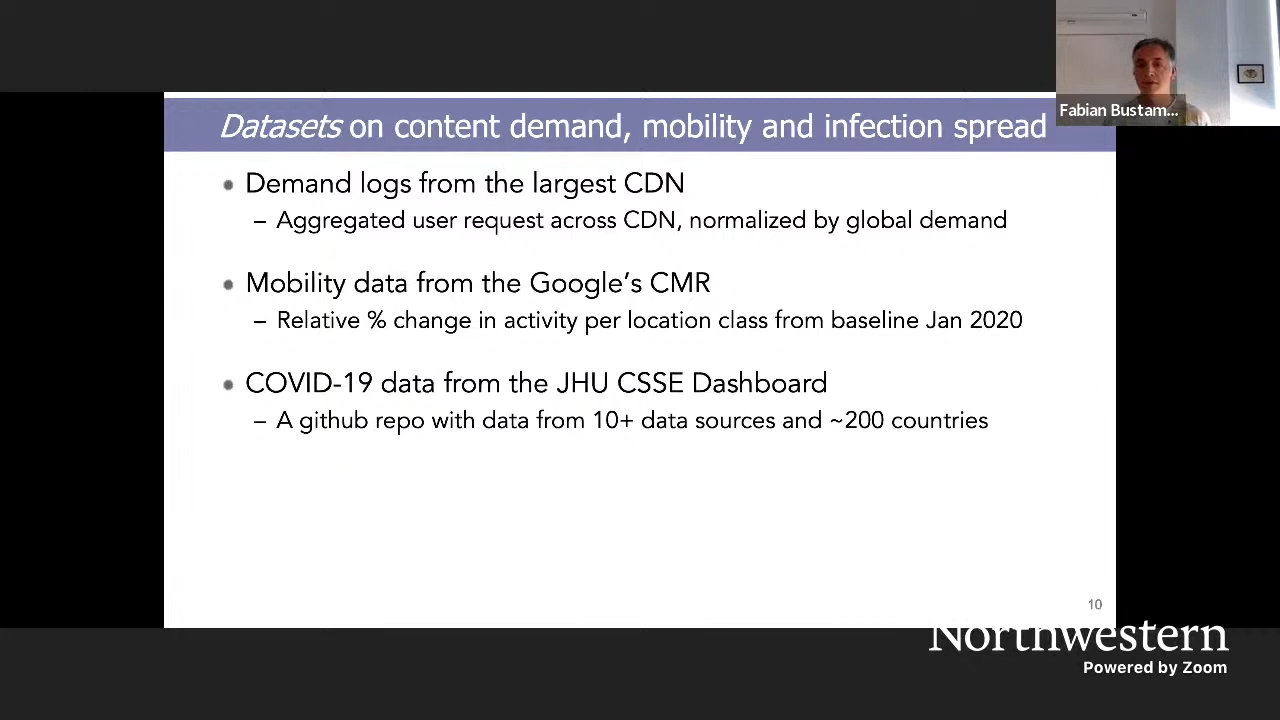 Fabian Bustam...
Datasets on content demand, mobility and infection spread
• Demand logs from the largest CDN
– Aggregated user request across CDN, normalized by global demand
• Mobility data from the Google's CMR
– Relative % change in activity per location class from baseline Jan 2020
• COVID-19 data from the JHU CSSE Dashboard
– A github repo with data from 10+ data sources and ~200 countries
10
Northwestern
Powered by Zoom